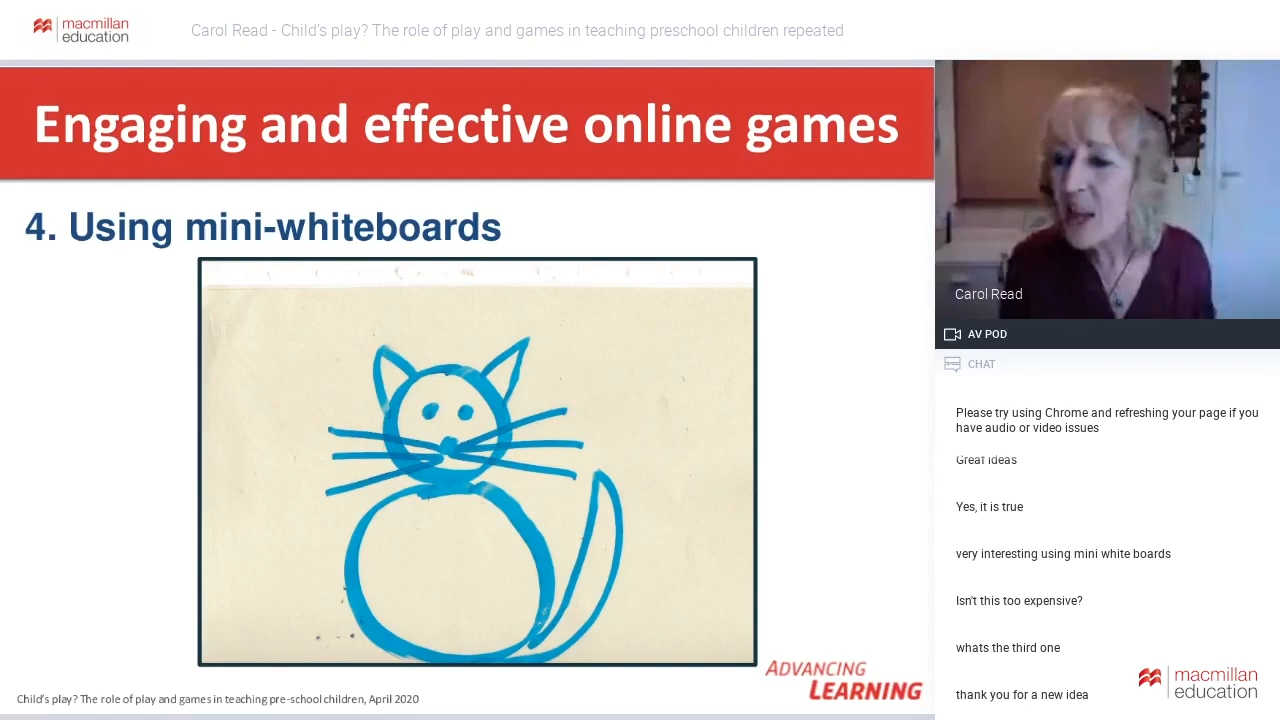 macmillan
education
Carol Read - Child's play? The role of play and games in teaching preschool children repeated
Engaging and effective online games
4. Using mini-whiteboards
ADVANCING
LEARNING
Child's play? The role of play and games in teaching pre-school children, April 2020
Carol Read
AV POD
CHAT
Please try using Chrome and refreshing your page if you
have audio or video issues
Great ideas
Yes, it is true
very interesting using mini white boards
Isn't this too expensive?
whats the third one
thank you for a new idea
macmillan
education